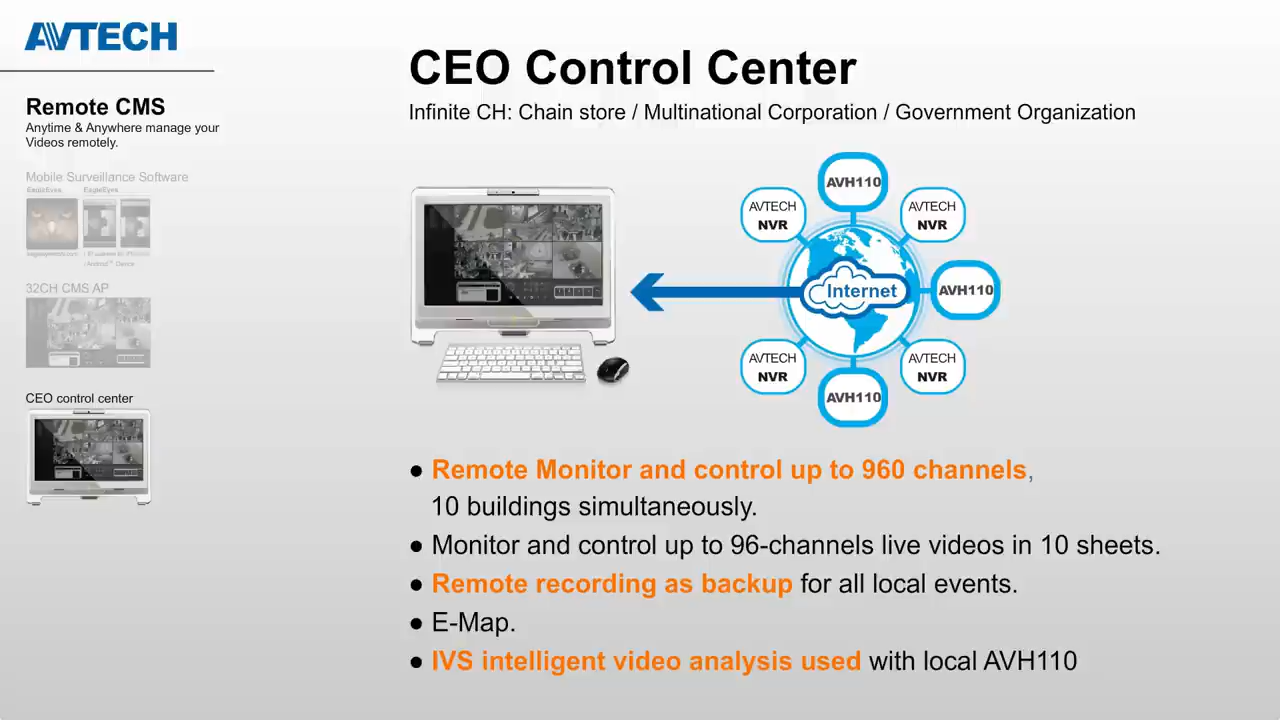 AVTECH
Remote CMS
Anytime & Anywhere manage your
Videos remotely.
Mobile Surveillance Software
EagleEyes
EagleEyes
32CH CMS AP
CEO control center
CEO Control Center
Infinite CH: Chain store / Multinational Corporation / Government Organization
AVH110
AVTECH
NVR
AVTECH
NVR
Internet
AVH110
AVTECH
NVR
AVTECH
NVR
AVH110
● Remote Monitor and control up to 960 channels,
10 buildings simultaneously.
● Monitor and control up to 96-channels live videos in 10 sheets.
● Remote recording as backup for all local events.
● E-Map.
● IVS intelligent video analysis used with local AVH110